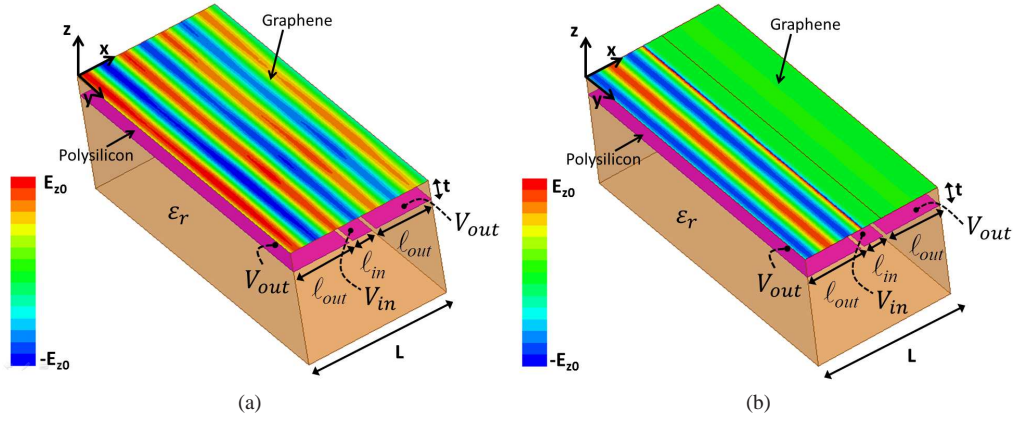 Graphene
z
x
y
Polysilicon
E_z0
-E_z0
ε_r
t
V_out
ℓ_out
ℓ_in
V_out
V_in
ℓ_out
L
(a)
Graphene
z
x
y
Polysilicon
E_z0
-E_z0
ε_r
t
V_out
ℓ_out
ℓ_in
V_out
V_in
ℓ_out
L
(b)